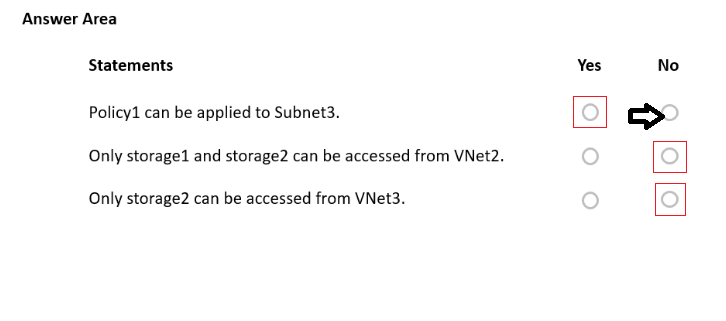 Answer Area
Statements Yes No
Policy1 can be applied to Subnet3.
Only storage1 and storage2 can be accessed from VNet2.
Only storage2 can be accessed from VNet3.